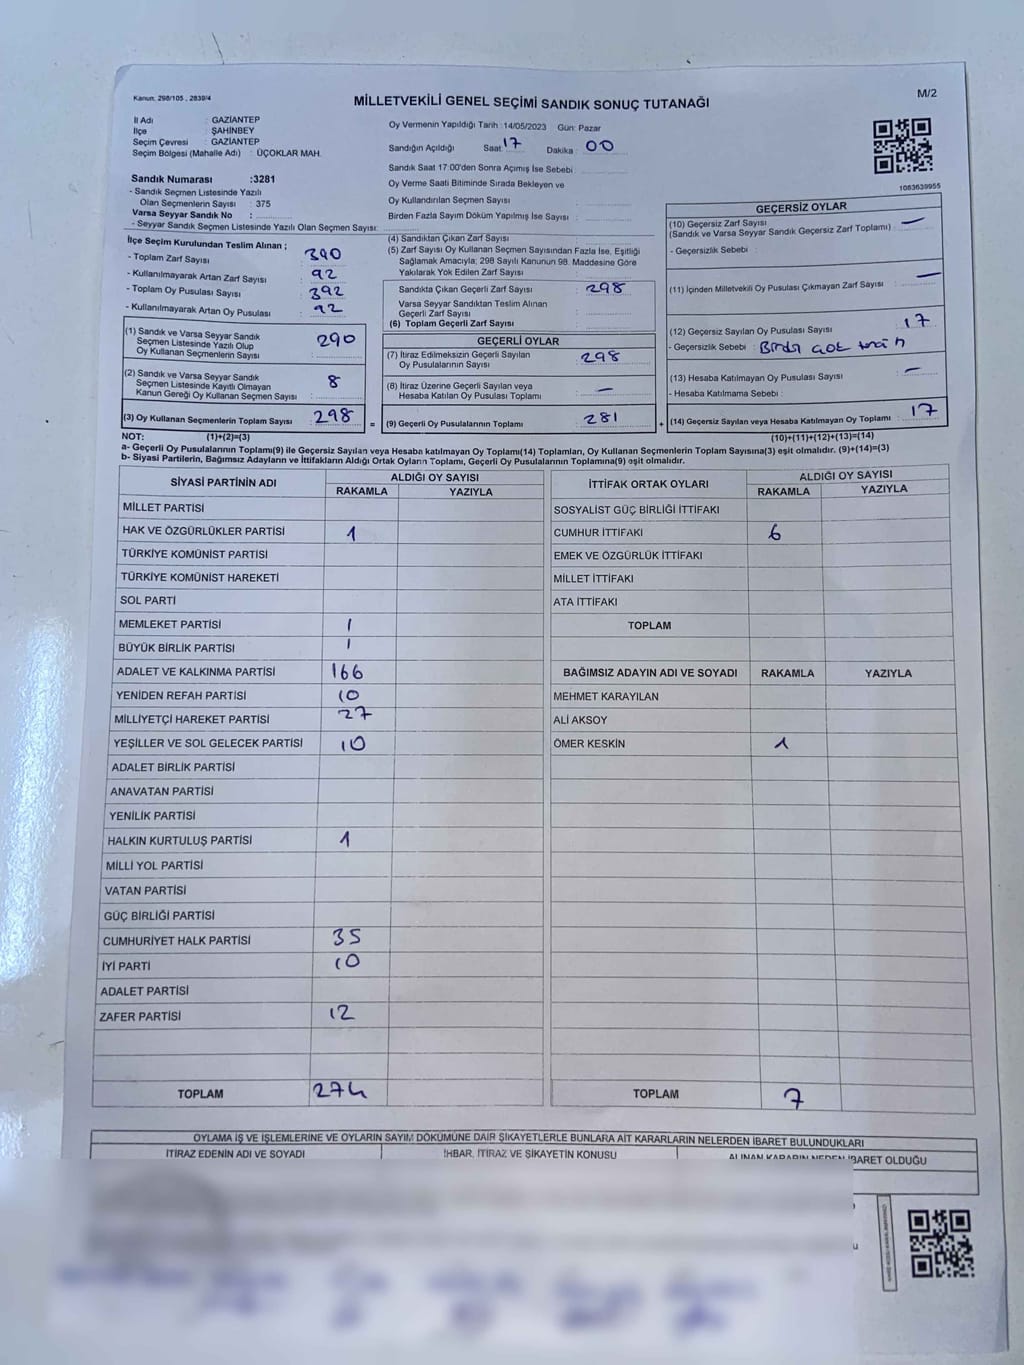 Kanun: 298/105 , 2839/4
MİLLETVEKİLİ GENEL SEÇİMİ SANDIK SONUÇ TUTANAĞI
M/2
İl Adı : GAZİANTEP
İlçe : ŞAHİNBEY
Seçim Çevresi : GAZİANTEP
Seçim Bölgesi (Mahalle Adı) : ÜÇOKLAR MAH.
Sandık Numarası :3281
- Sandık Seçmen Listesinde Yazılı
Olan Seçmenlerin Sayısı : 375
Varsa Seyyar Sandık No :
- Seyyar Sandık Seçmen Listesinde Yazılı Olan Seçmen Sayısı:
Oy Vermenin Yapıldığı Tarih : 14/05/2023 Gün: Pazar
Sandığın Açıldığı Saat 17 Dakika : 00
Sandık Saat 17:00'den Sonra Açımış İse Sebebi :
Oy Verme Saati Bitiminde Sırada Bekleyen ve
Oy Kullandırılan Seçmen Sayısı :
Birden Fazla Sayım Döküm Yapılmış İse Sayısı :
1083639955
İlçe Seçim Kurulundan Teslim Alınan ;
- Toplam Zarf Sayısı : 390
- Kullanılmayarak Artan Zarf Sayısı : 92
- Toplam Oy Pusulası Sayısı : 392
- Kullanılmayarak Artan Oy Pusulası : 92
(1) Sandık ve Varsa Seyyar Sandık
Seçmen Listesinde Yazılı Olup
Oy Kullanan Seçmenlerin Sayısı : 290
(2) Sandık ve Varsa Seyyar Sandık
Seçmen Listesinde Kayıtlı Olmayan
Kanun Gereği Oy Kullanan Seçmen Sayısı : 8
(3) Oy Kullanan Seçmenlerin Toplam Sayısı : 298
(4) Sandıktan Çıkan Zarf Sayısı :
(5) Zarf Sayısı Oy Kullanan Seçmen Sayısından Fazla İse, Eşitliği
Sağlamak Amacıyla; 298 Sayılı Kanunun 98. Maddesine Göre
Yakılarak Yok Edilen Zarf Sayısı :
Sandıkta Çıkan Geçerli Zarf Sayısı : 298
Varsa Seyyar Sandıktan Teslim Alınan
Geçerli Zarf Sayısı :
(6) Toplam Geçerli Zarf Sayısı :
GEÇERLİ OYLAR
(7) İtiraz Edilmeksizin Geçerli Sayılan
Oy Pusulalarının Sayısı : 298
(8) İtiraz Üzerine Geçerli Sayılan veya
Hesaba Katılan Oy Pusulası Toplamı : —
= (9) Geçerli Oy Pusulalarının Toplamı : 281
GEÇERSİZ OYLAR
(10) Geçersiz Zarf Sayısı : —
(Sandık ve Varsa Seyyar Sandık Geçersiz Zarf Toplamı)
- Geçersizlik Sebebi :
(11) İçinden Milletvekili Oy Pusulası Çıkmayan Zarf Sayısı : —
(12) Geçersiz Sayılan Oy Pusulası Sayısı : 17
- Geçersizlik Sebebi :
(13) Hesaba Katılmayan Oy Pusulası Sayısı : —
- Hesaba Katılmama Sebebi :
+ (14) Geçersiz Sayılan veya Hesaba Katılmayan Oy Toplamı : 17
NOT: (1)+(2)=(3)
(10)+(11)+(12)+(13)=(14)
a- Geçerli Oy Pusulalarının Toplamı(9) ile Geçersiz Sayılan veya Hesaba katılmayan Oy Toplamı(14) Toplamları, Oy Kullanan Seçmenlerin Toplam Sayısına(3) eşit olmalıdır. (9)+(14)=(3)
b- Siyasi Partilerin, Bağımsız Adayların ve İttifakların Aldığı Ortak Oyların Toplamı, Geçerli Oy Pusulalarının Toplamına(9) eşit olmalıdır.
SİYASİ PARTİNİN ADI ALDIĞI OY SAYISI
RAKAMLA YAZIYLA
MİLLET PARTİSİ
HAK VE ÖZGÜRLÜKLER PARTİSİ 1
TÜRKİYE KOMÜNİST PARTİSİ
TÜRKİYE KOMÜNİST HAREKETİ
SOL PARTİ
MEMLEKET PARTİSİ 1
BÜYÜK BİRLİK PARTİSİ 1
ADALET VE KALKINMA PARTİSİ 166
YENİDEN REFAH PARTİSİ 10
MİLLİYETÇİ HAREKET PARTİSİ 27
YEŞİLLER VE SOL GELECEK PARTİSİ 10
ADALET BİRLİK PARTİSİ
ANAVATAN PARTİSİ
YENİLİK PARTİSİ
HALKIN KURTULUŞ PARTİSİ 1
MİLLİ YOL PARTİSİ
VATAN PARTİSİ
GÜÇ BİRLİĞİ PARTİSİ
CUMHURİYET HALK PARTİSİ 35
İYİ PARTİ 10
ADALET PARTİSİ
ZAFER PARTİSİ 12
TOPLAM 274
İTTİFAK ORTAK OYLARI ALDIĞI OY SAYISI
RAKAMLA YAZIYLA
SOSYALİST GÜÇ BİRLİĞİ İTTİFAKI
CUMHUR İTTİFAKI 6
EMEK VE ÖZGÜRLÜK İTTİFAKI
MİLLET İTTİFAKI
ATA İTTİFAKI
TOPLAM
BAĞIMSIZ ADAYIN ADI VE SOYADI RAKAMLA YAZIYLA
MEHMET KARAYILAN
ALİ AKSOY
ÖMER KESKİN 1
TOPLAM 7
OYLAMA İŞ VE İŞLEMLERİNE VE OYLARIN SAYIM DÖKÜMÜNE DAİR ŞİKAYETLERLE BUNLARA AİT KARARLARIN NELERDEN İBARET BULUNDUKLARI
İTİRAZ EDENİN ADI VE SOYADI İHBAR, İTİRAZ VE ŞİKAYETİN KONUSU ALINAN KARARIN NEDEN İBARET OLDUĞU